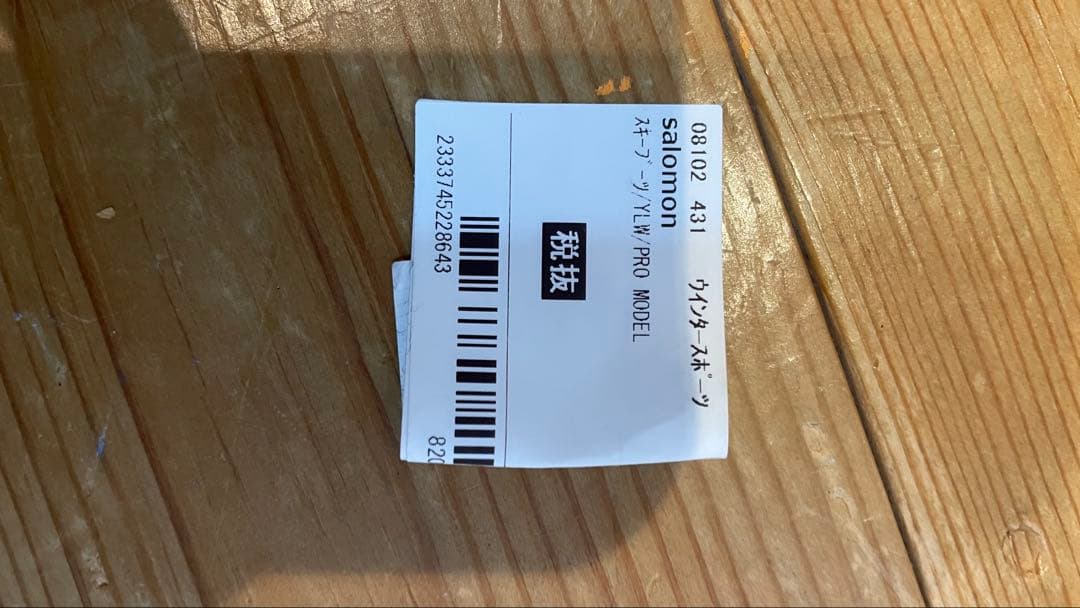 08102 431 ウインタースポーツ
salomon
スキーブーツ/YLW/PRO MODEL
税抜
2333745228643
820